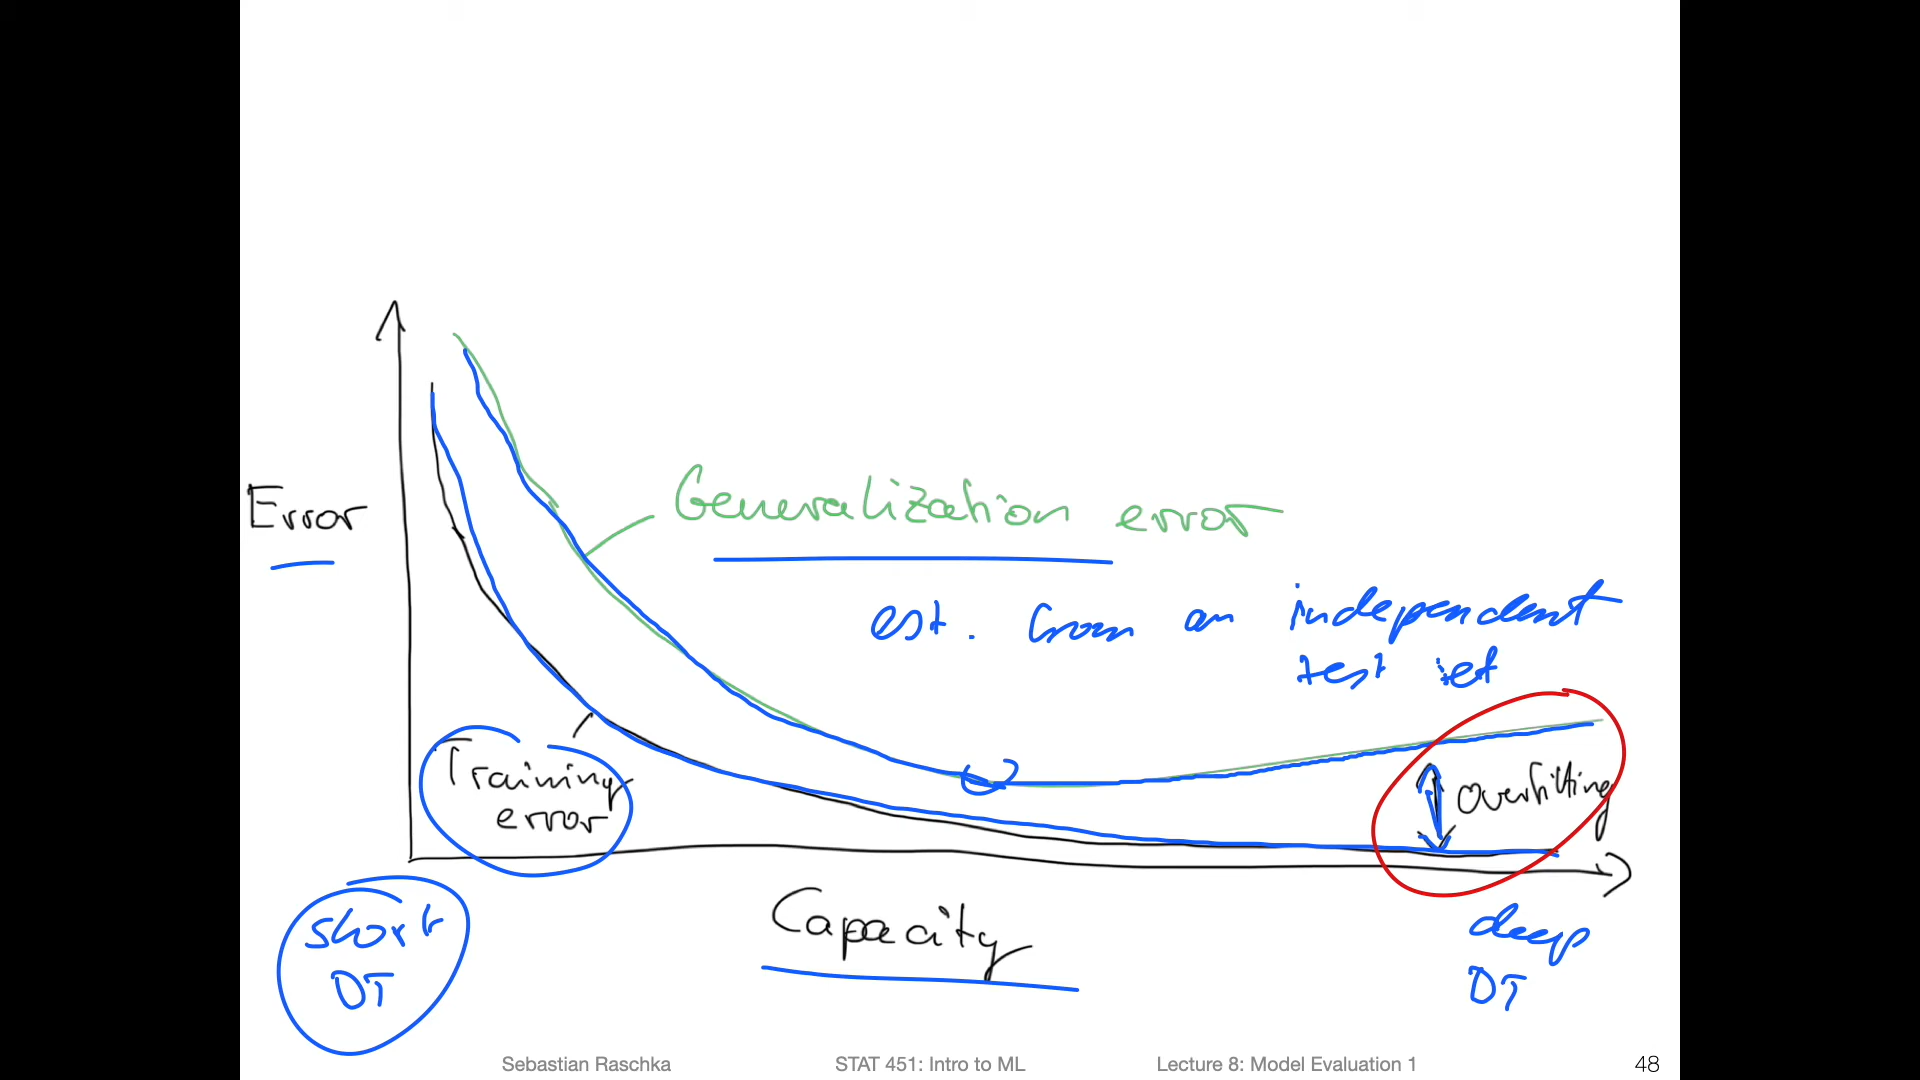 Error
Generalization error
est. from an independent
test set
Training
error
Overfitting
Capacity
short
DT
deep
DT
Sebastian Raschka
STAT 451: Intro to ML
Lecture 8: Model Evaluation 1
48